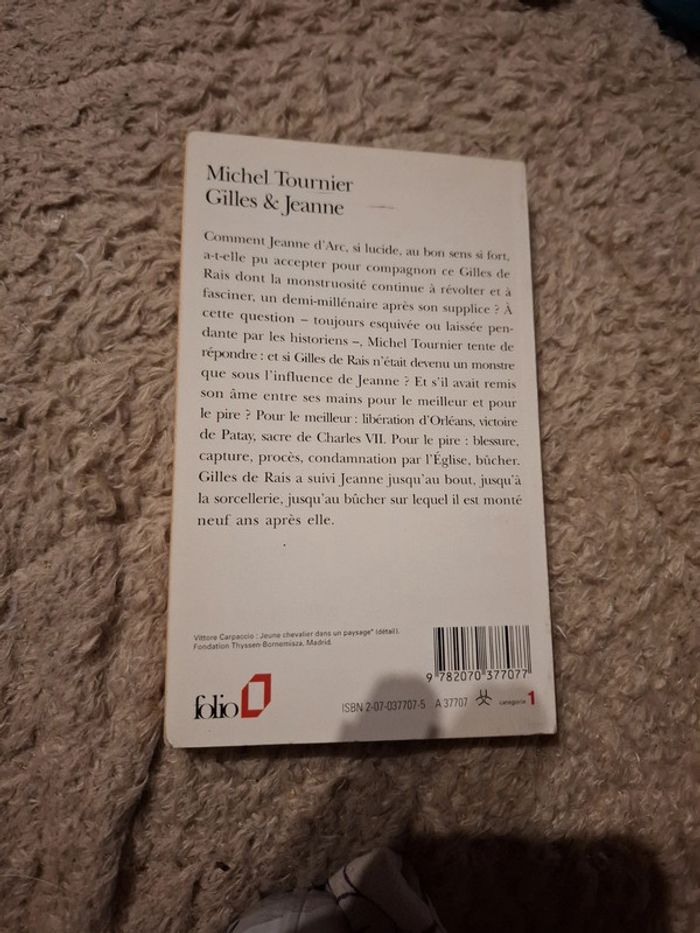 Michel Tournier
Gilles & Jeanne
Comment Jeanne d'Arc, si lucide, au bon sens si fort,
a-t-elle pu accepter pour compagnon ce Gilles de
Rais dont la monstruosité continue à révolter et à
fasciner, un demi-millénaire après son supplice ? À
cette question – toujours esquivée ou laissée pen-
dante par les historiens –, Michel Tournier tente de
répondre : et si Gilles de Rais n'était devenu un monstre
que sous l'influence de Jeanne ? Et s'il avait remis
son âme entre ses mains pour le meilleur et pour
le pire ? Pour le meilleur : libération d'Orléans, victoire
de Patay, sacre de Charles VII. Pour le pire : blessure,
capture, procès, condamnation par l'Église, bûcher.
Gilles de Rais a suivi Jeanne jusqu'au bout, jusqu'à
la sorcellerie, jusqu'au bûcher sur lequel il est monté
neuf ans après elle.
Vittore Carpaccio : Jeune chevalier dans un paysage" (détail).
Fondation Thyssen-Bornemisza, Madrid.
9 782070 377077
folio
ISBN 2-07-037707-5 A 37707 catégorie 1